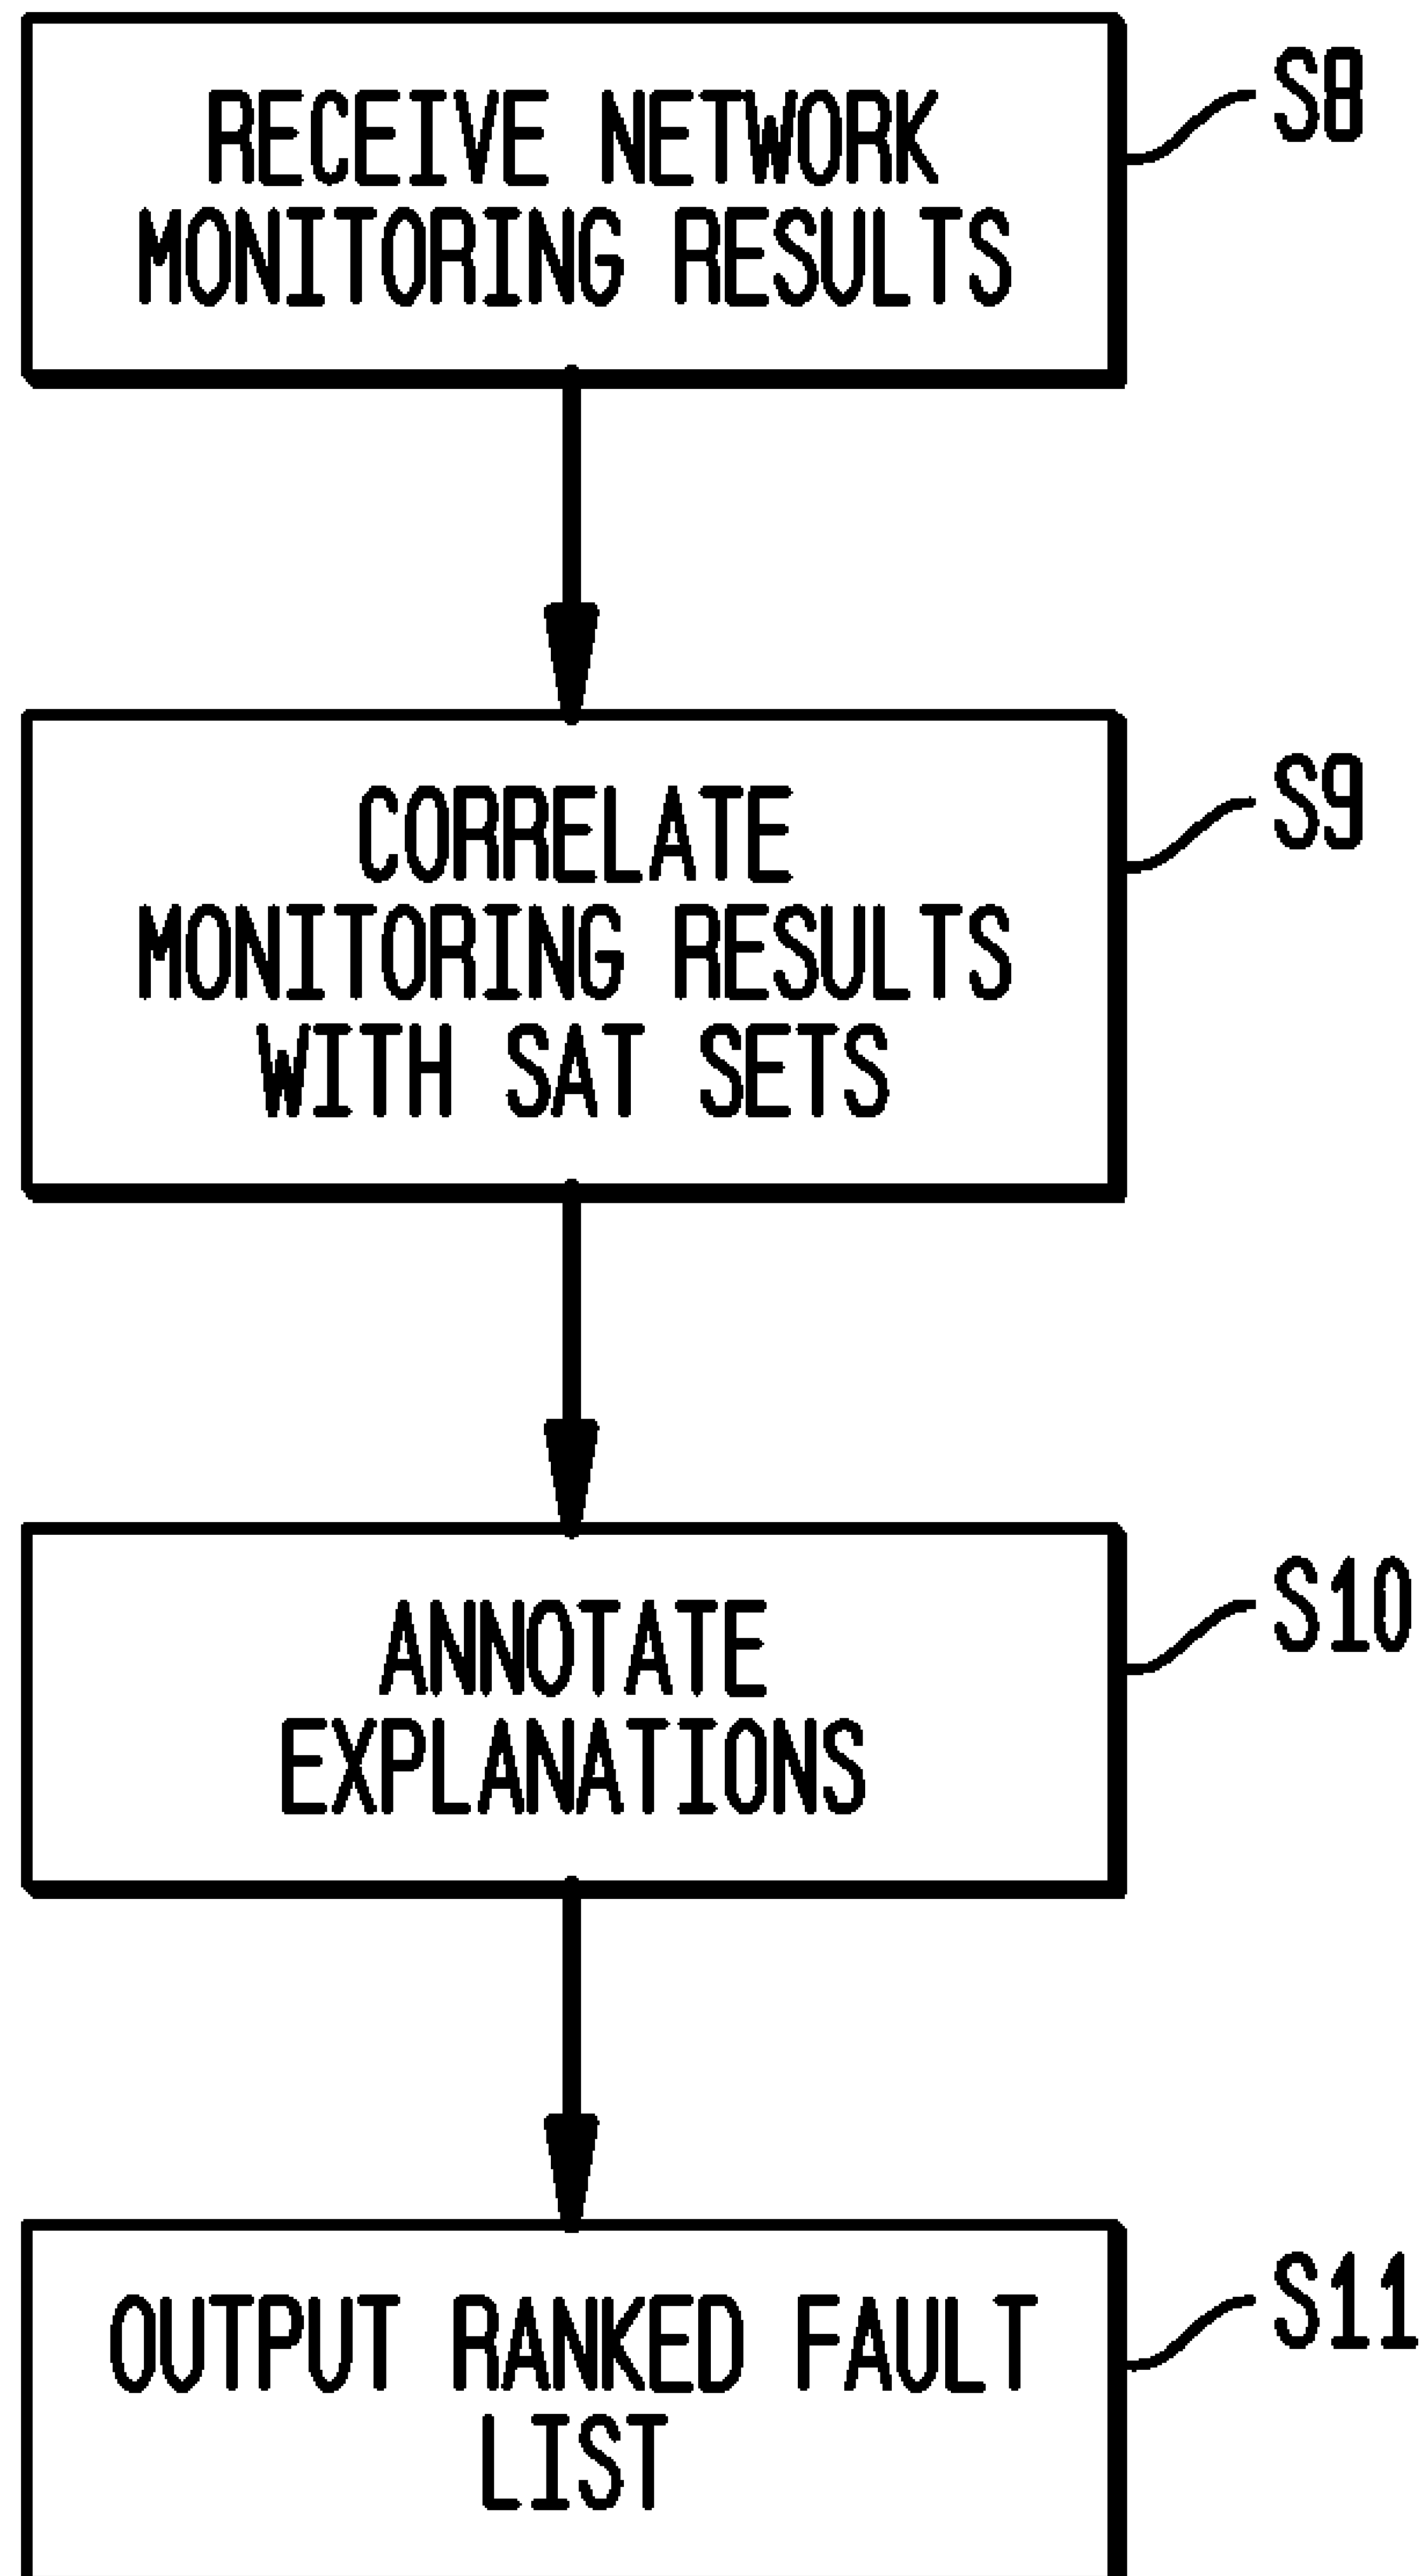 RECEIVE NETWORK
MONITORING RESULTS
S8
CORRELATE
MONITORING RESULTS
WITH SAT SETS
S9
ANNOTATE
EXPLANATIONS
S10
OUTPUT RANKED FAULT
LIST
S11